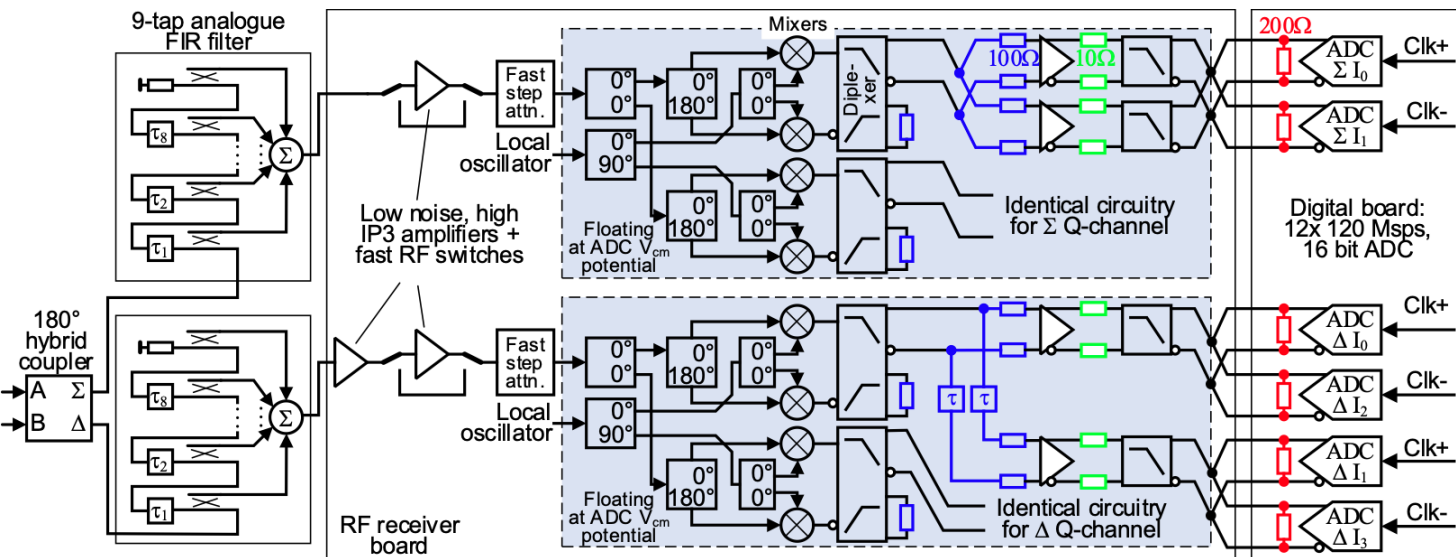 9-tap analogue
FIR filter
τ8
τ2
τ1
Σ
180°
hybrid
coupler
A Σ
B Δ
τ8
τ2
τ1
Σ
Low noise, high
IP3 amplifiers +
fast RF switches
RF receiver
board
Fast
step
attn.
Local
oscillator
0°
0°
0°
90°
0°
180°
0°
0°
0°
180°
0°
0°
Mixers
Diple-
xer
Floating
at ADC Vcm
potential
100Ω
10Ω
Identical circuitry
for Σ Q-channel
Fast
step
attn.
Local
oscillator
0°
0°
0°
90°
0°
180°
0°
0°
0°
180°
0°
0°
Floating
at ADC Vcm
potential
τ τ
Identical circuitry
for Δ Q-channel
200Ω
ADC
Σ I0
Clk+
ADC
Σ I1
Clk-
Digital board:
12x 120 Msps,
16 bit ADC
ADC
Δ I0
Clk+
ADC
Δ I2
Clk-
ADC
Δ I1
Clk+
ADC
Δ I3
Clk-